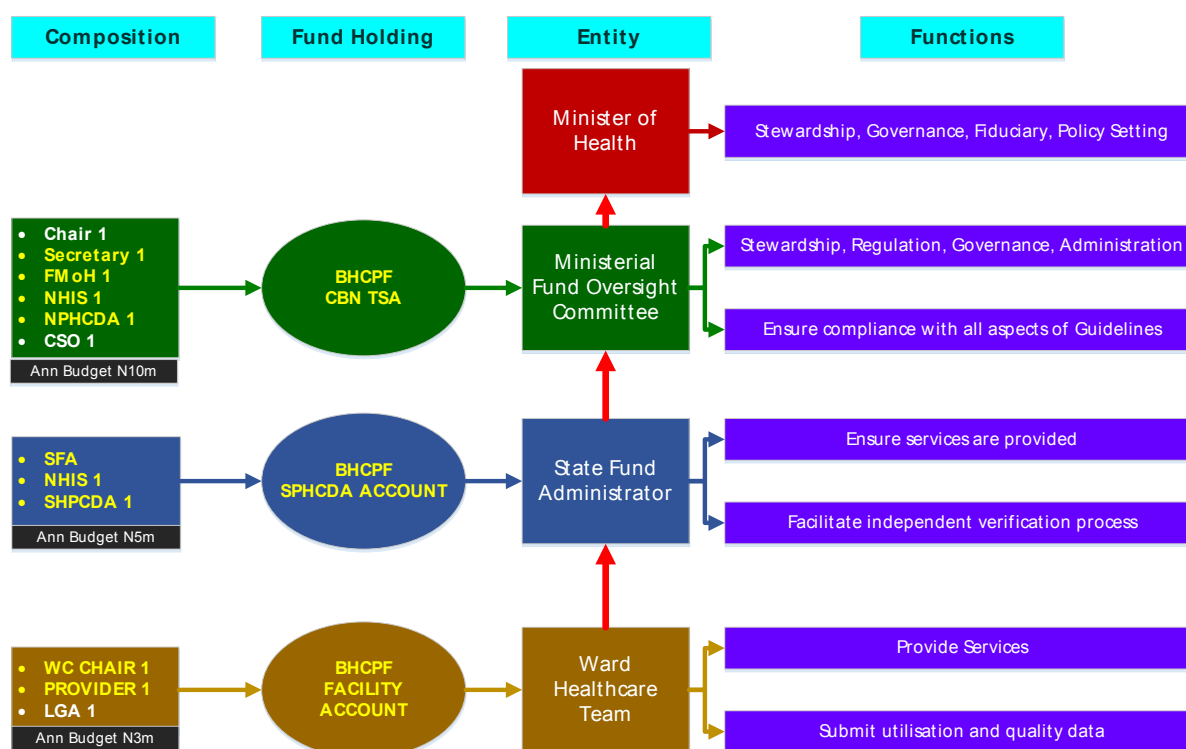 Composition
Fund Holding
Entity
Functions
Minister of
Health
Stewardship, Governance, Fiduciary, Policy Setting
• Chair 1
• Secretary 1
• FMoH 1
• NHIS 1
• NPHCDA 1
• CSO 1
Ann Budget N10m
BHCPF
CBN TSA
Ministerial
Fund Oversight
Committee
Stewardship, Regulation, Governance, Administration
Ensure compliance with all aspects of Guidelines
• SFA
• NHIS 1
• SHPCDA 1
Ann Budget N5m
BHCPF
SPHCDA ACCOUNT
State Fund
Administrator
Ensure services are provided
Facilitate independent verification process
• WC CHAIR 1
• PROVIDER 1
• LGA 1
Ann Budget N3m
BHCPF
FACILITY
ACCOUNT
Ward
Healthcare
Team
Provide Services
Submit utilisation and quality data